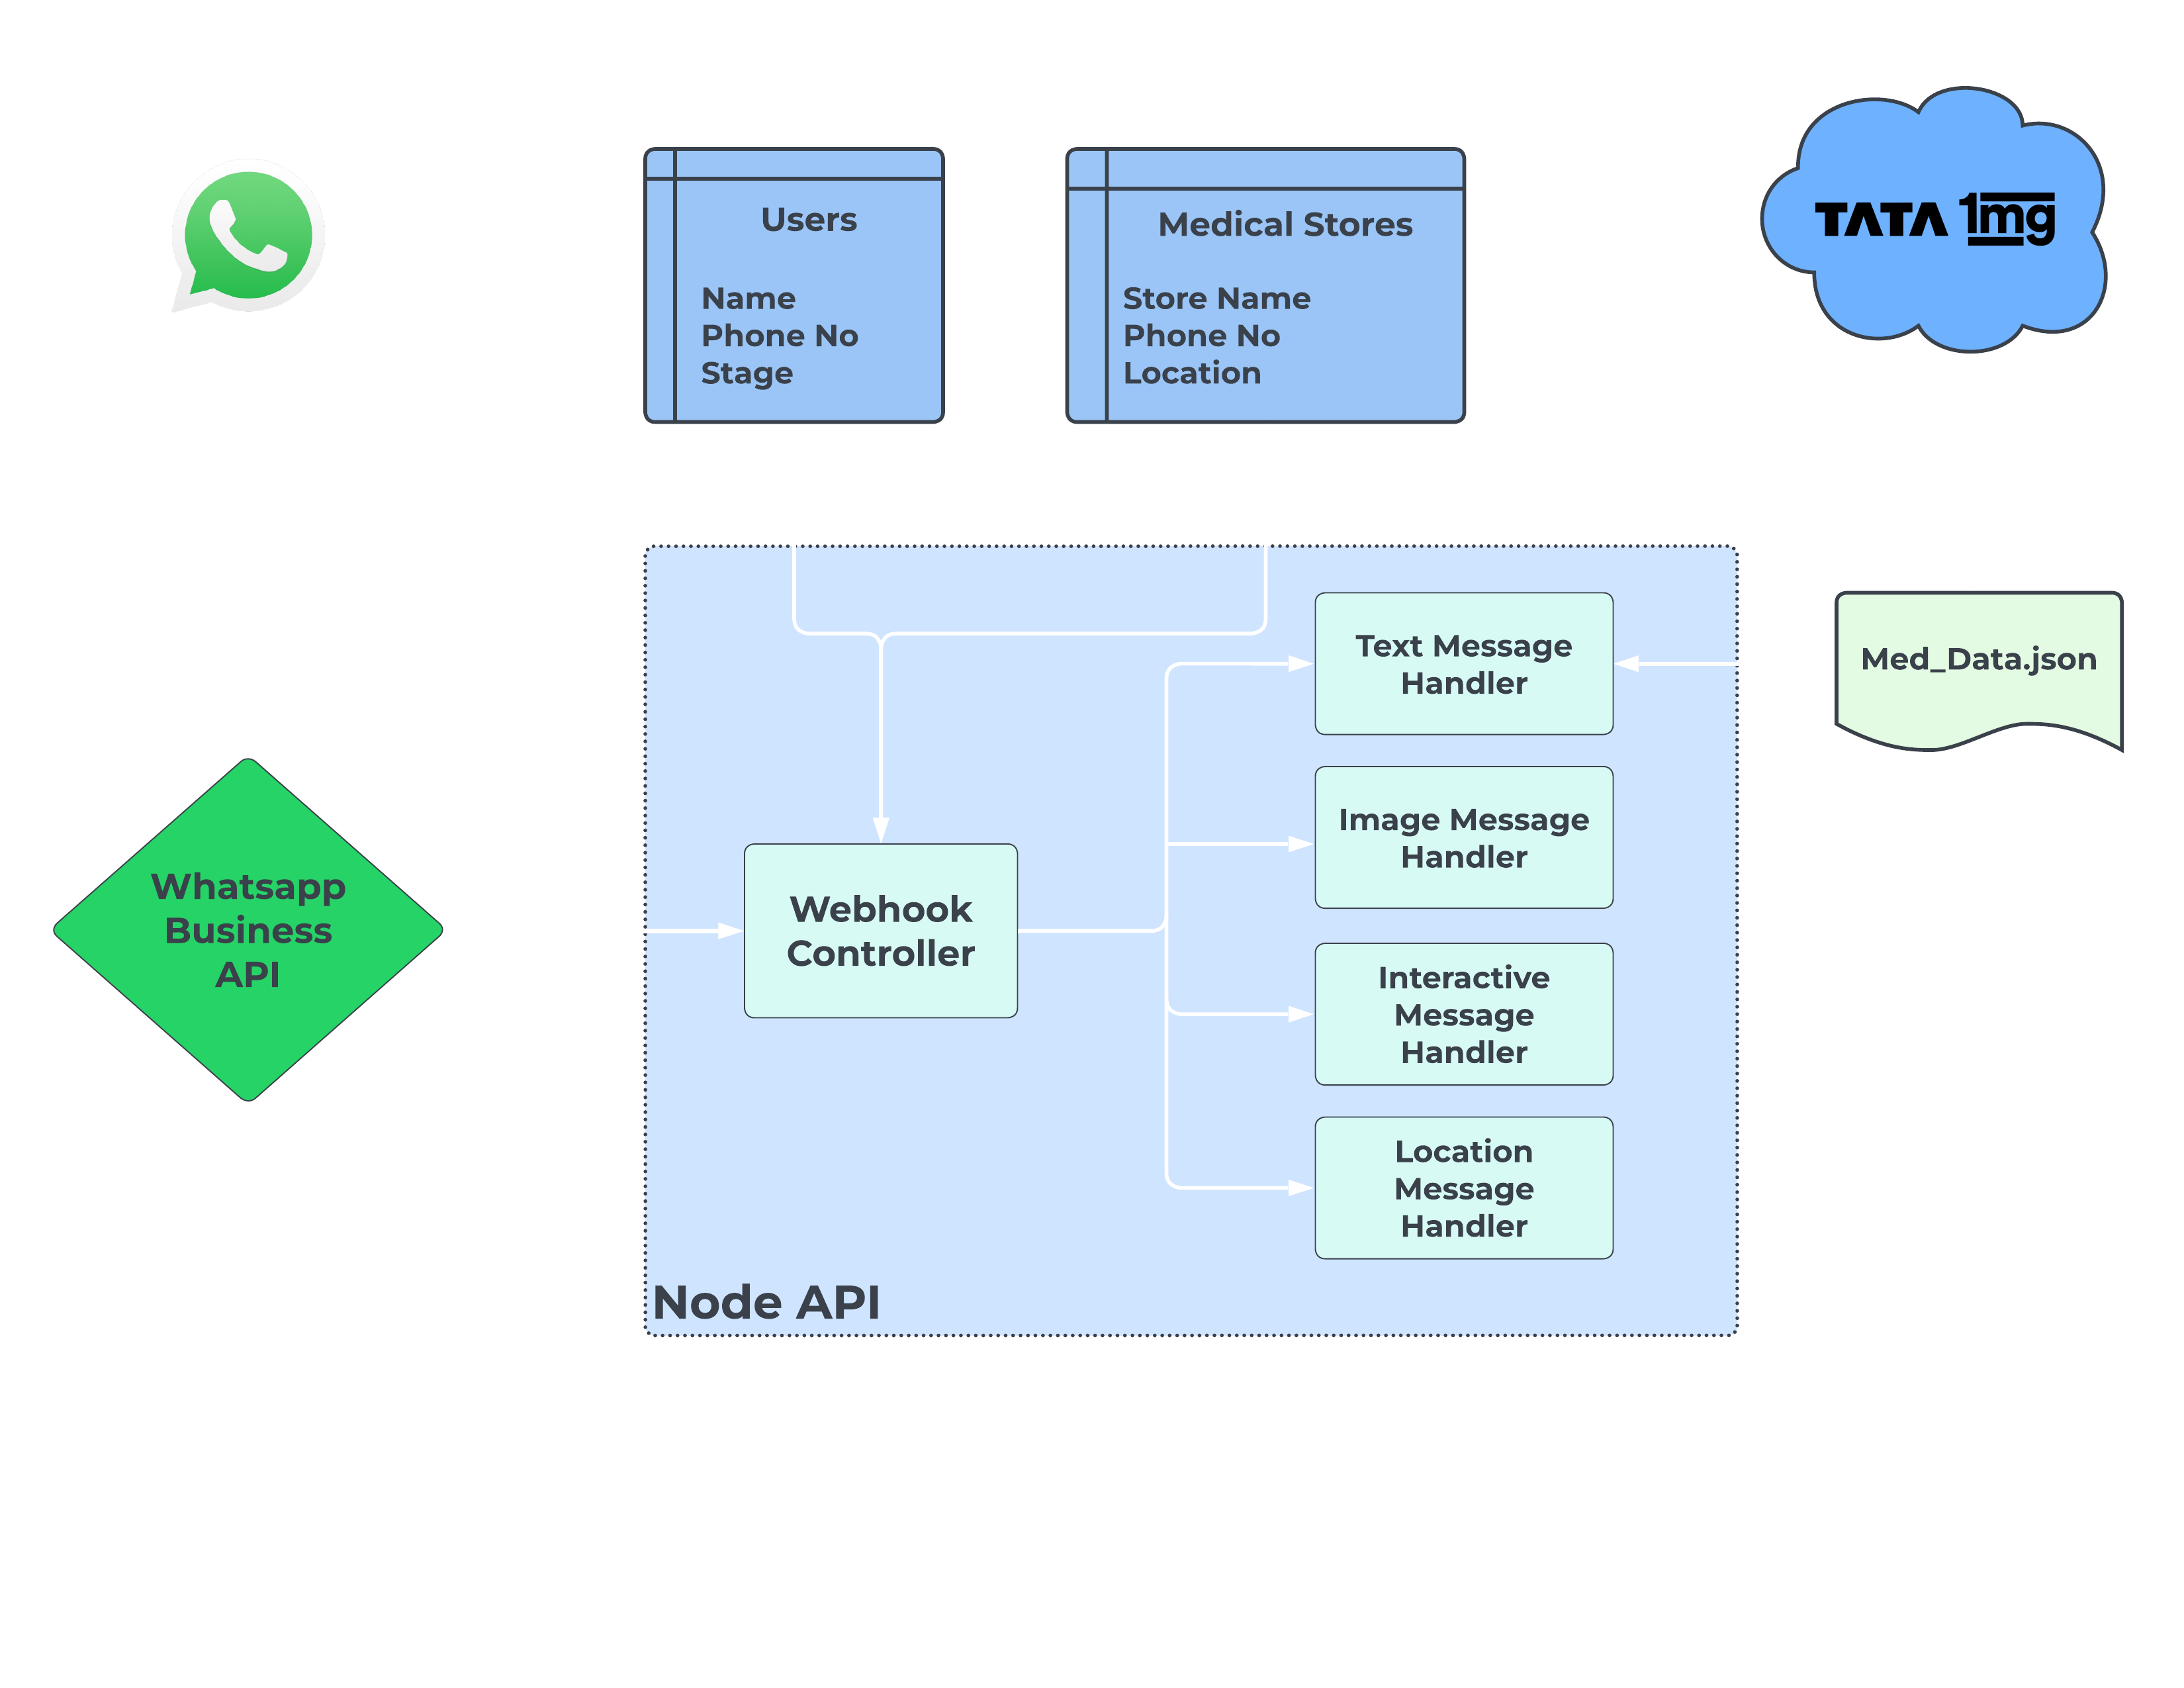 Users
Name
Phone No
Stage
Medical Stores
Store Name
Phone No
Location
TATA 1mg
Whatsapp
Business
API
Webhook
Controller
Text Message
Handler
Image Message
Handler
Interactive
Message
Handler
Location
Message
Handler
Node API
Med_Data.json